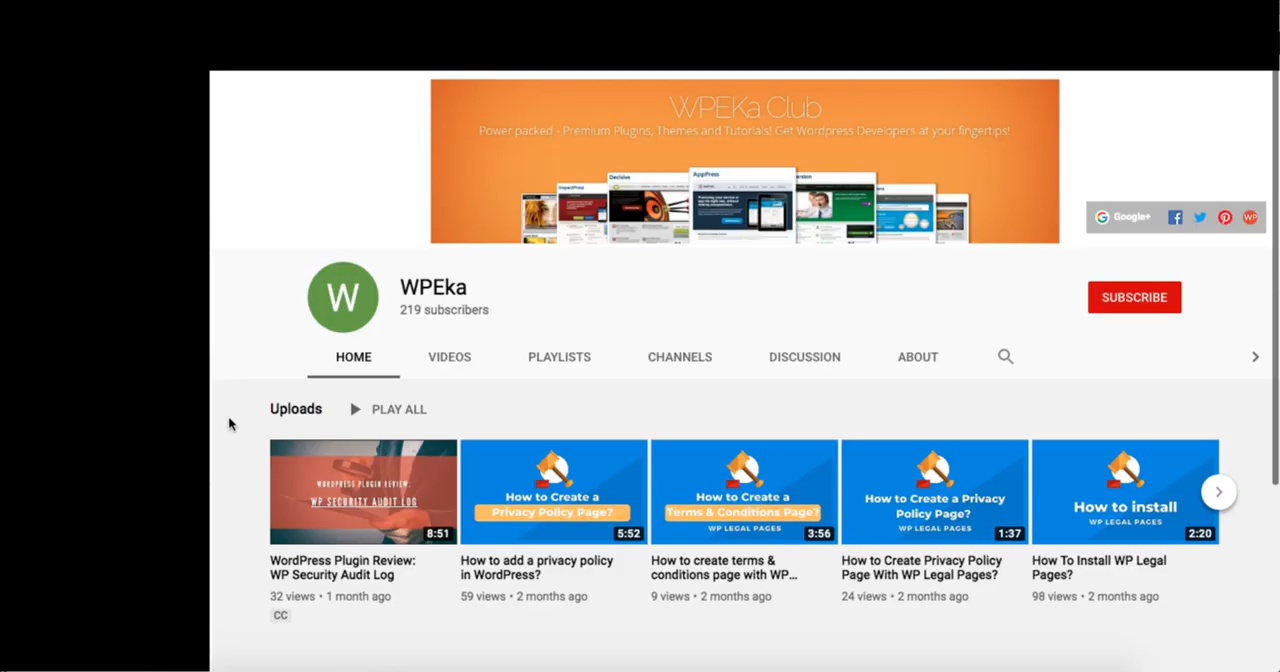 WPEKa Club
Power packed - Premium Plugins, Themes and Tutorials! Get Wordpress Developers at your fingertips!
ImpactPress
Decisive
AppPress
Google+
WP
W
WPEka
219 subscribers
SUBSCRIBE
HOME
VIDEOS
PLAYLISTS
CHANNELS
DISCUSSION
ABOUT
Uploads
PLAY ALL
WORDPRESS PLUGIN REVIEW:
WP SECURITY AUDIT LOG
8:51
How to Create a
Privacy Policy Page?
5:52
How to Create a
Terms & Conditions Page?
WP LEGAL PAGES
3:56
How to Create a Privacy
Policy Page?
WP LEGAL PAGES
1:37
How to install
WP LEGAL PAGES
2:20
WordPress Plugin Review:
WP Security Audit Log
32 views • 1 month ago
CC
How to add a privacy policy
in WordPress?
59 views • 2 months ago
How to create terms &
conditions page with WP...
9 views • 2 months ago
How to Create Privacy Policy
Page With WP Legal Pages?
24 views • 2 months ago
How To Install WP Legal
Pages?
98 views • 2 months ago